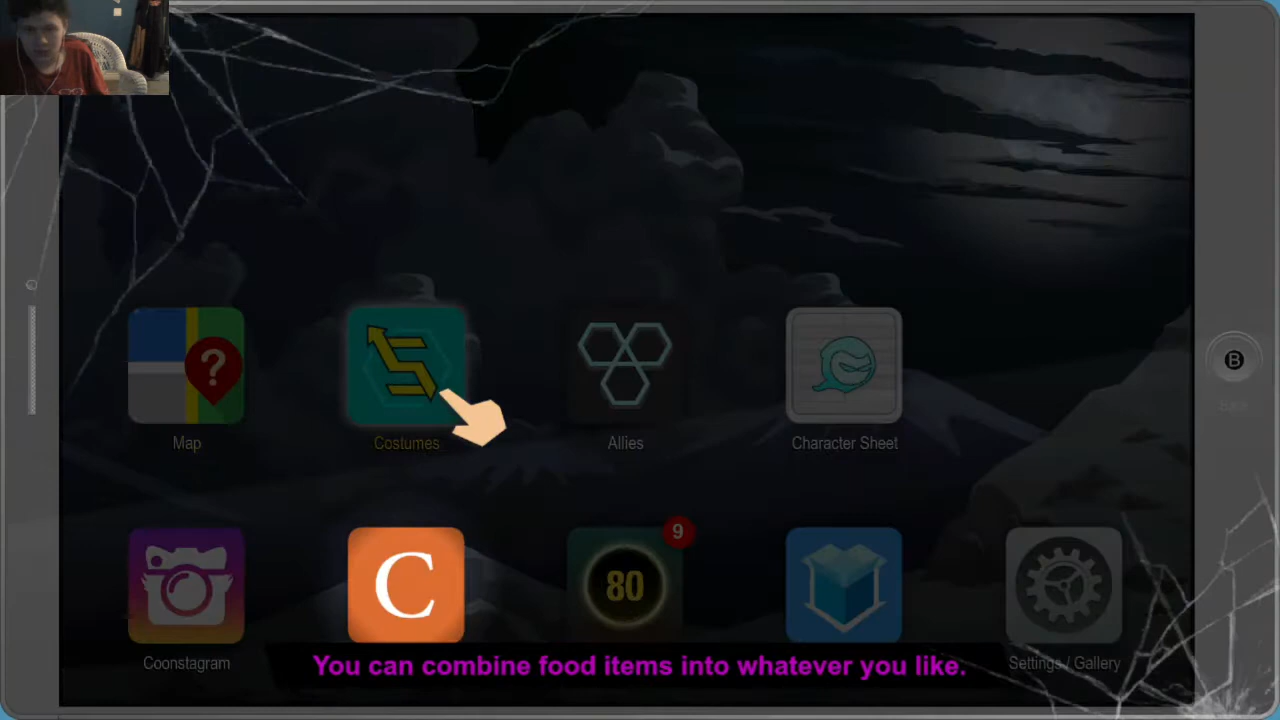 ?
Map
Costumes
Allies
Character Sheet
B
C
9
80
Coonstagram
Settings / Gallery
You can combine food items into whatever you like.